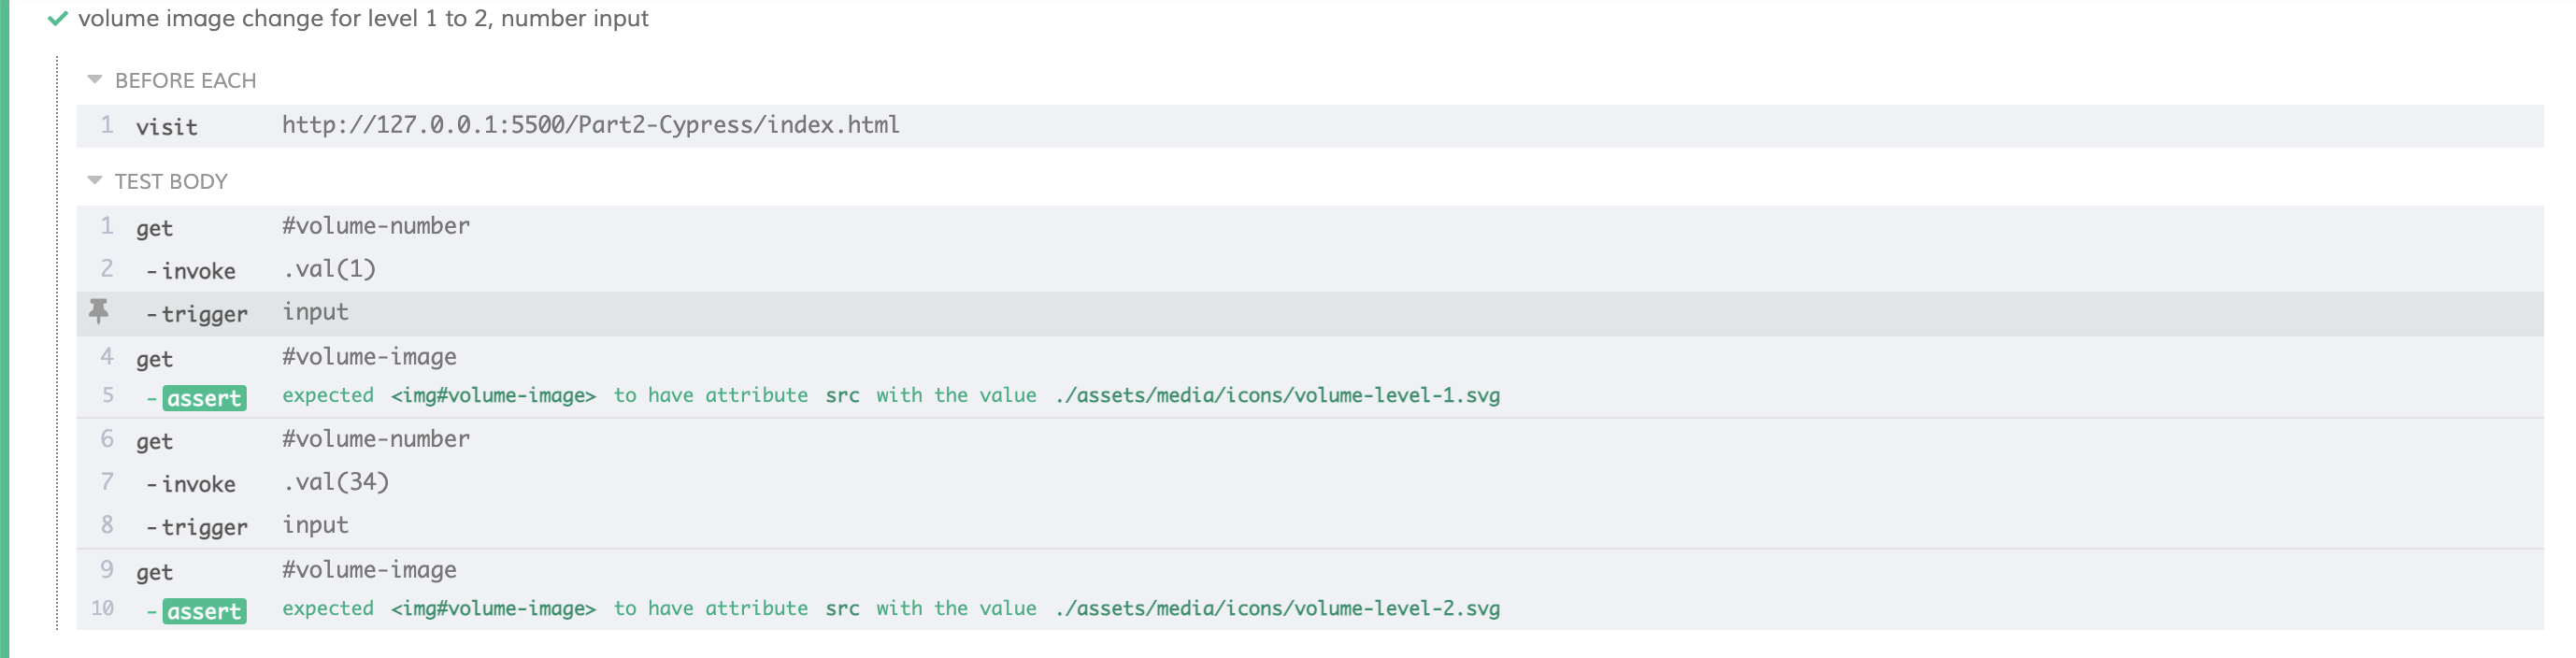 volume image change for level 1 to 2, number input
BEFORE EACH
1 visit http://127.0.0.1:5500/Part2-Cypress/index.html
TEST BODY
1 get #volume-number
2 -invoke .val(1)
-trigger input
4 get #volume-image
5 -assert expected <img#volume-image> to have attribute src with the value ./assets/media/icons/volume-level-1.svg
6 get #volume-number
7 -invoke .val(34)
8 -trigger input
9 get #volume-image
10 -assert expected <img#volume-image> to have attribute src with the value ./assets/media/icons/volume-level-2.svg